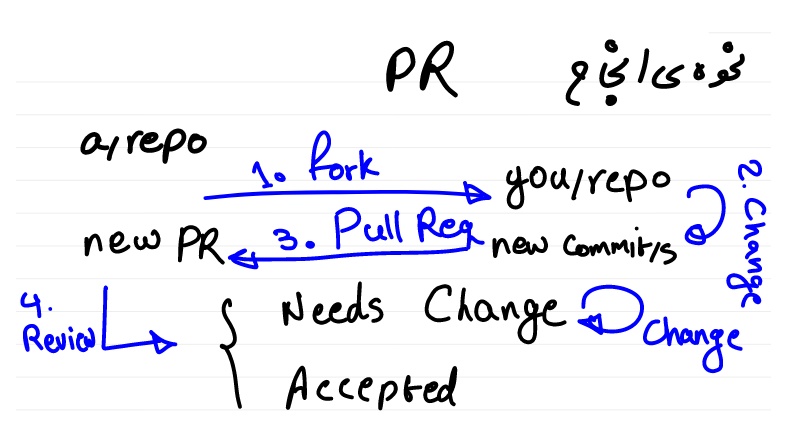 نحوه‌ی انجام PR
a/repo
1. fork
you/repo
2. Change
new PR
3. Pull Req
new commit/s
4. Review
Needs Change
Change
Accepted